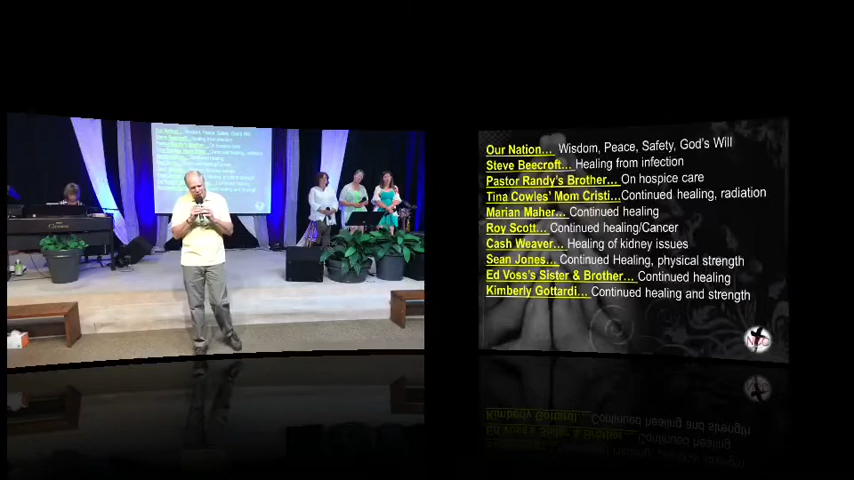 Our Nation… Wisdom, Peace, Safety, God's Will
Steve Beecroft… Healing from infection
Pastor Randy's Brother… On hospice care
Tina Cowles' Mom Cristi…Continued healing, radiation
Marian Maher… Continued healing
Roy Scott… Continued healing/Cancer
Cash Weaver… Healing of kidney issues
Sean Jones… Continued Healing, physical strength
Ed Voss's Sister & Brother… Continued healing
Kimberly Gottardi… Continued healing and strength
NCC